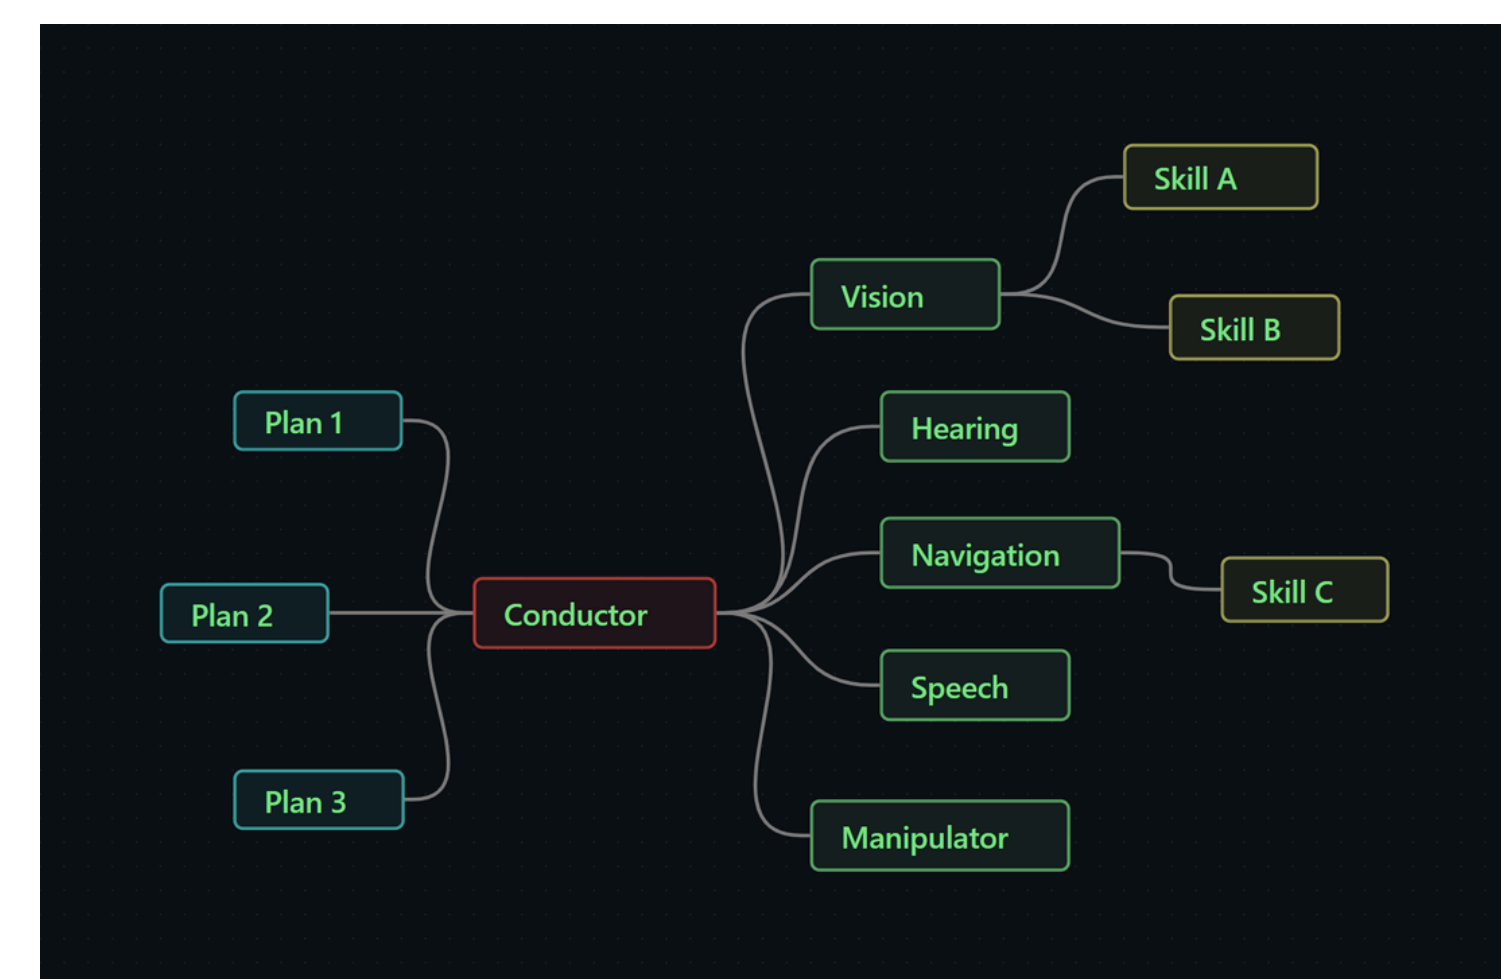 Skill A
Vision
Skill B
Plan 1
Hearing
Navigation
Skill C
Plan 2
Conductor
Speech
Plan 3
Manipulator